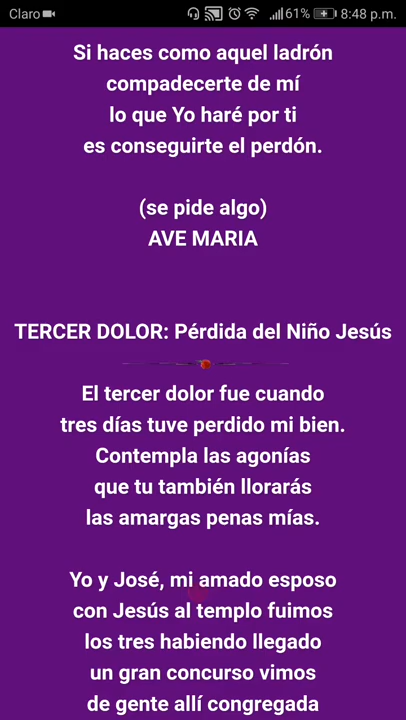 Claro 61% 8:48 p.m.
Si haces como aquel ladrón
compadecerte de mí
lo que Yo haré por ti
es conseguirte el perdón.
(se pide algo)
AVE MARIA
TERCER DOLOR: Pérdida del Niño Jesús
El tercer dolor fue cuando
tres días tuve perdido mi bien.
Contempla las agonías
que tu también llorarás
las amargas penas mías.
Yo y José, mi amado esposo
con Jesús al templo fuimos
los tres habiendo llegado
un gran concurso vimos
de gente allí congregada